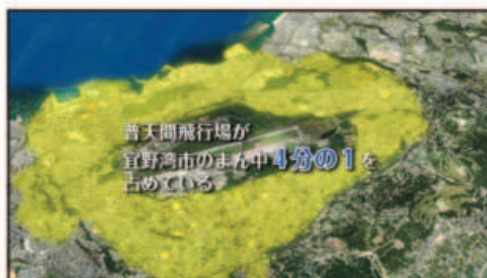 普天間飛行場が
宜野湾市のまん中4分の1を
占めている